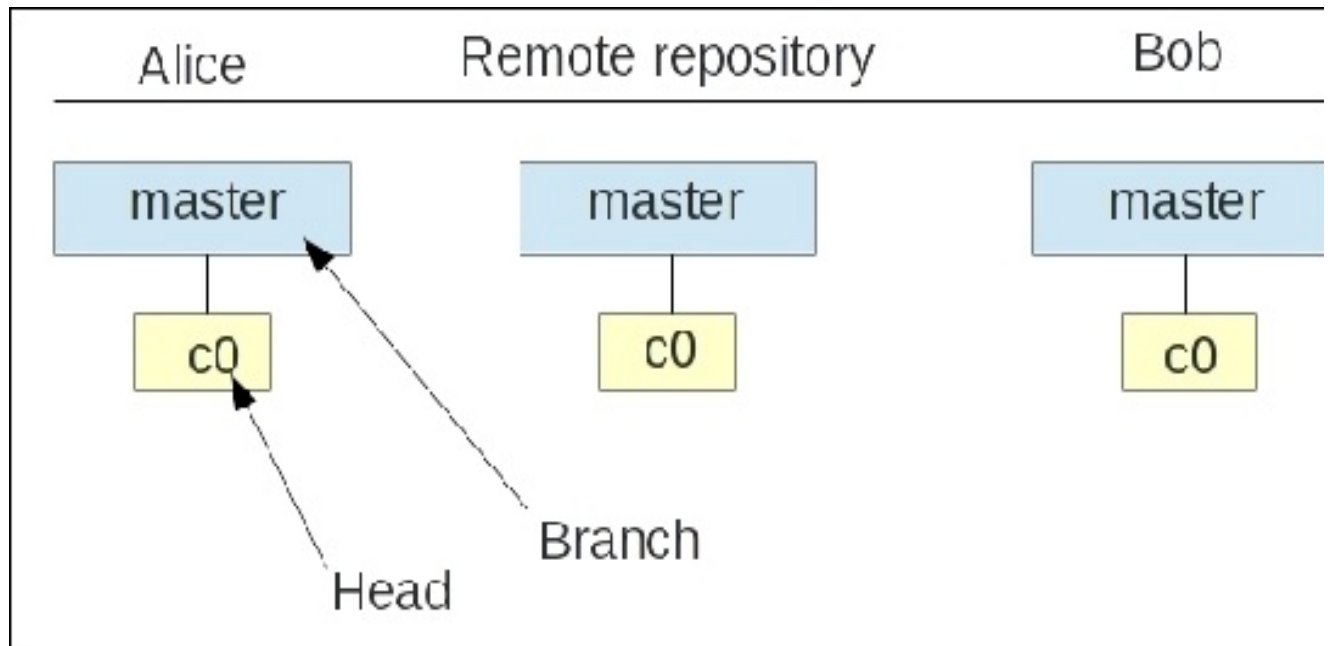 Alice Remote repository Bob
master master master
c0 c0 c0
Branch
Head